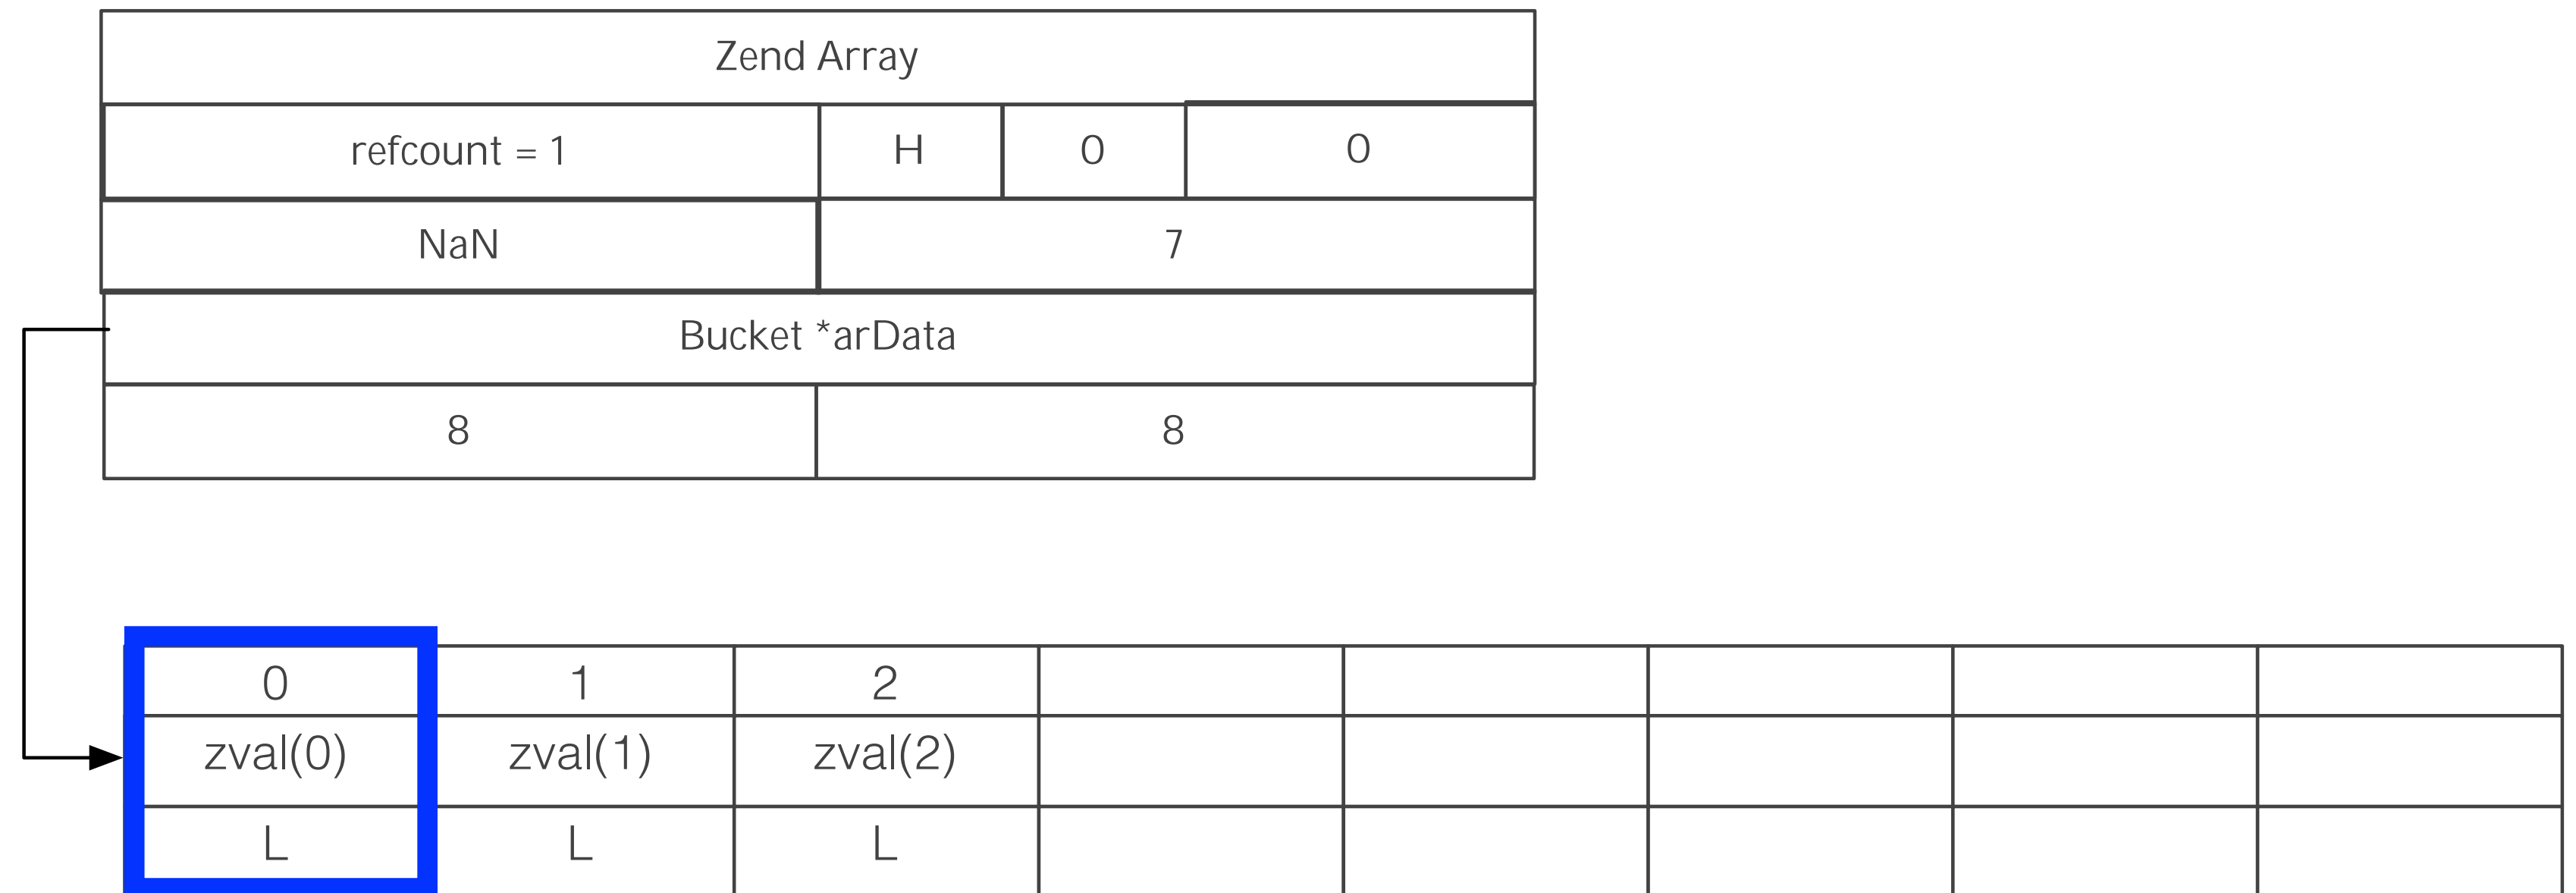 Zend Array
refcount = 1 H 0 0
NaN 7
Bucket *arData
8 8
0 1 2
zval(0) zval(1) zval(2)
L L L